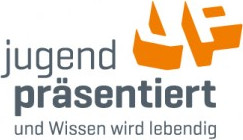 jugend
präsentiert
und Wissen wird lebendig